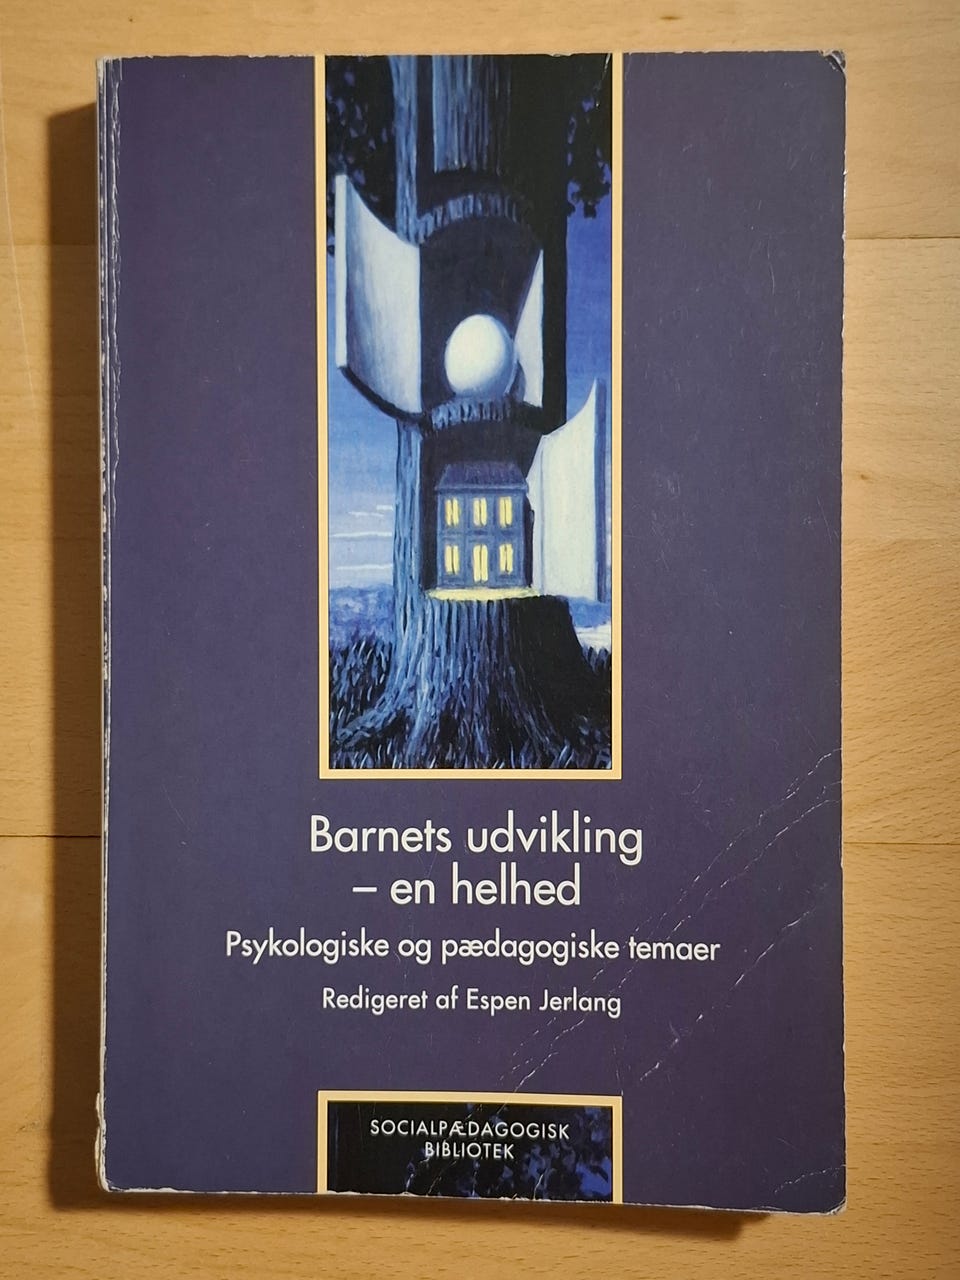 Barnets udvikling
– en helhed
Psykologiske og pædagogiske temaer
Redigeret af Espen Jerlang
SOCIALPÆDAGOGISK
BIBLIOTEK